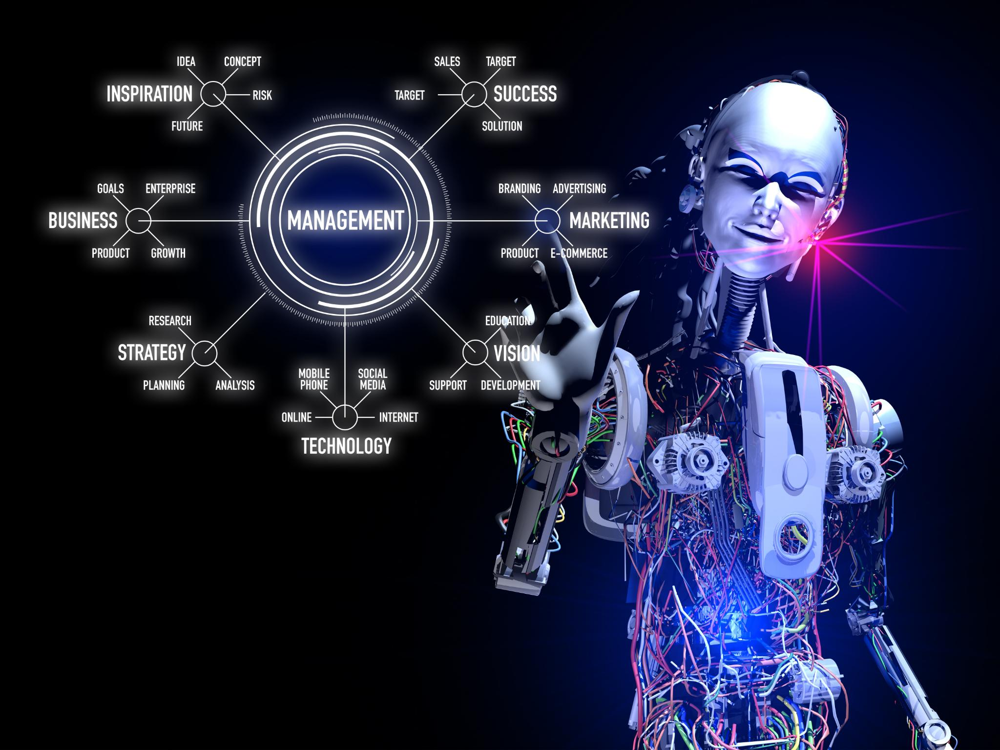 IDEA
CONCEPT
INSPIRATION
RISK
FUTURE
SALES
TARGET
TARGET
SUCCESS
SOLUTION
GOALS
ENTERPRISE
BUSINESS
PRODUCT
GROWTH
MANAGEMENT
BRANDING
ADVERTISING
MARKETING
PRODUCT
E-COMMERCE
RESEARCH
STRATEGY
PLANNING
ANALYSIS
MOBILE
PHONE
SOCIAL
MEDIA
ONLINE
INTERNET
TECHNOLOGY
EDUCATION
VISION
SUPPORT
DEVELOPMENT